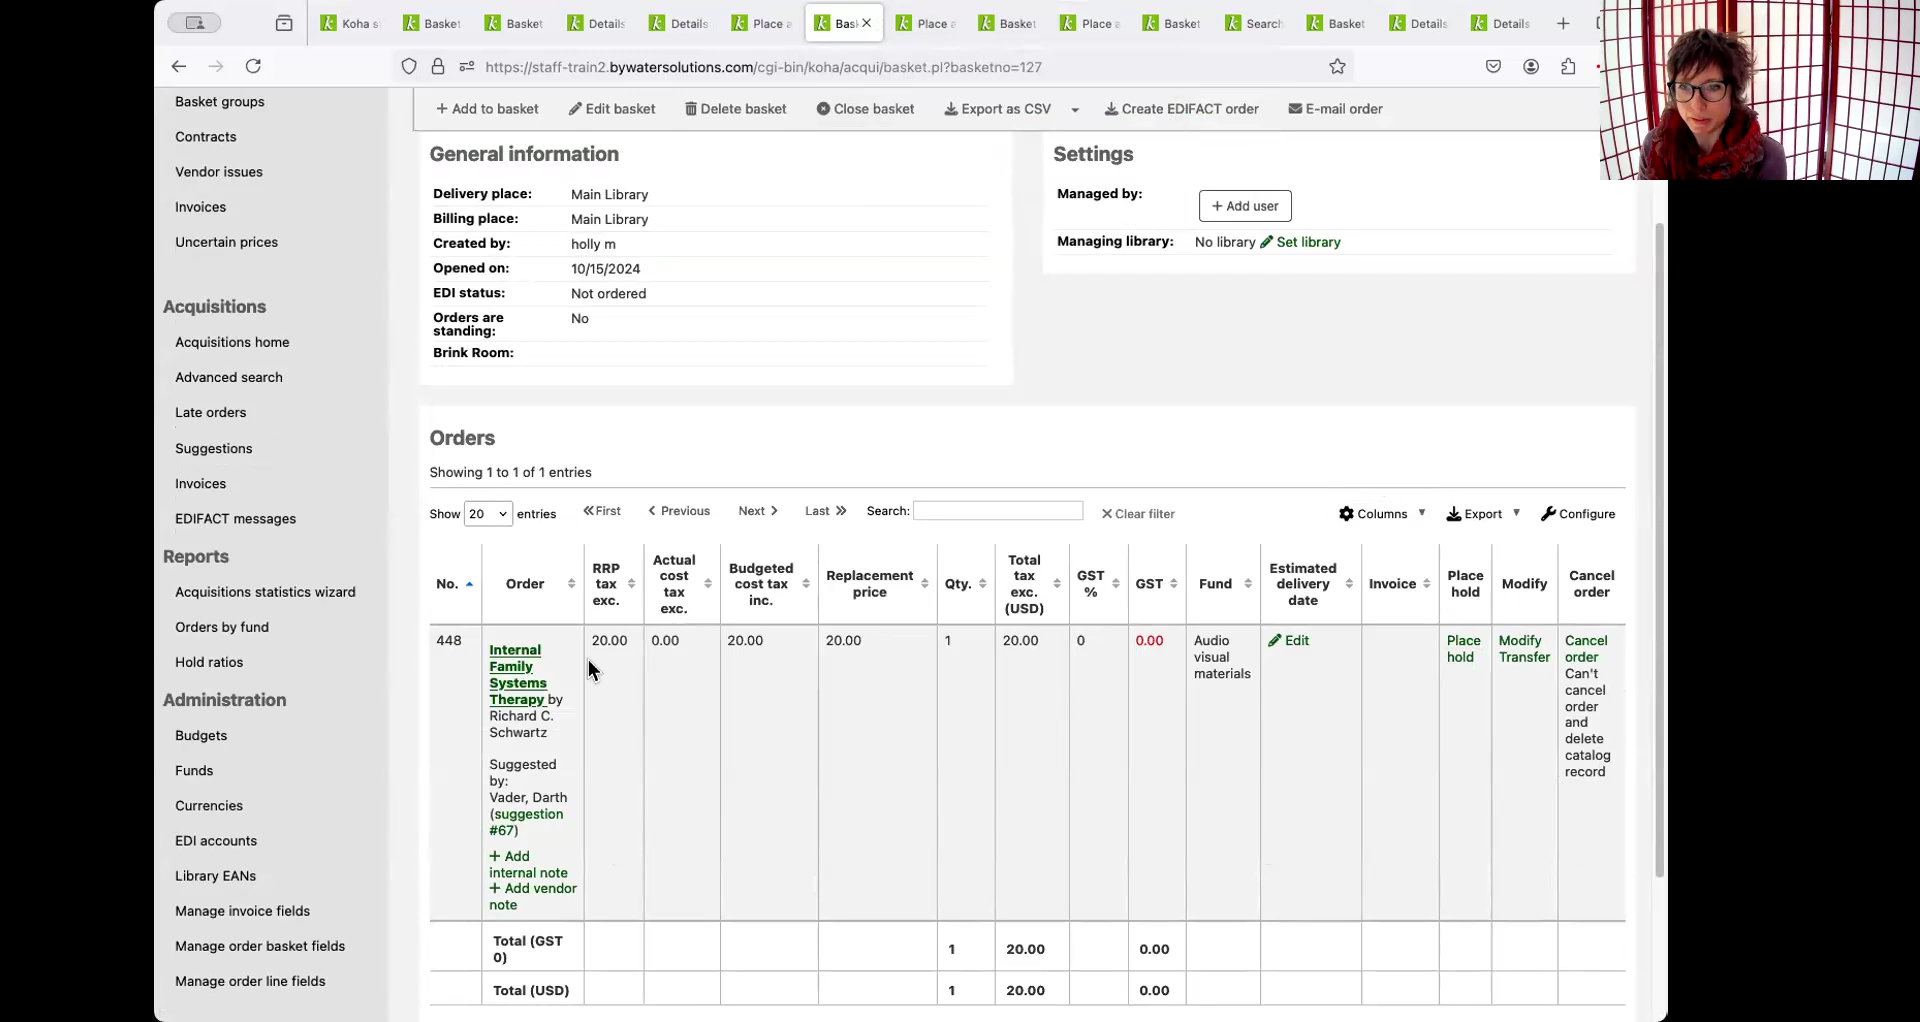 Koha s
Basket
Basket
Details
Details
Place a
Bas
Place a
Basket
Place a
Basket
Search
Basket
Details
Details
https://staff-train2.bywatersolutions.com/cgi-bin/koha/acqui/basket.pl?basketno=127
+ Add to basket
Edit basket
Delete basket
Close basket
Export as CSV
Create EDIFACT order
E-mail order
Basket groups
Contracts
Vendor issues
Invoices
Uncertain prices
Acquisitions
Acquisitions home
Advanced search
Late orders
Suggestions
Invoices
EDIFACT messages
Reports
Acquisitions statistics wizard
Orders by fund
Hold ratios
Administration
Budgets
Funds
Currencies
EDI accounts
Library EANs
Manage invoice fields
Manage order basket fields
Manage order line fields
General information
Delivery place: Main Library
Billing place: Main Library
Created by: holly m
Opened on: 10/15/2024
EDI status: Not ordered
Orders are
standing: No
Brink Room:
Settings
Managed by: + Add user
Managing library: No library Set library
Orders
Showing 1 to 1 of 1 entries
Show 20 entries First Previous Next Last Search: Clear filter Columns Export Configure
No.
Order
RRP
tax
exc.
Actual
cost
tax
exc.
Budgeted
cost tax
inc.
Replacement
price
Qty.
Total
tax
exc.
(USD)
GST
%
GST
Fund
Estimated
delivery
date
Invoice
Place
hold
Modify
Cancel
order
448
Internal
Family
Systems
Therapy by
Richard C.
Schwartz
Suggested
by:
Vader, Darth
(suggestion
#67)
+ Add
internal note
+ Add vendor
note
20.00
0.00
20.00
20.00
1
20.00
0
0.00
Audio
visual
materials
Edit
Place
hold
Modify
Transfer
Cancel
order
Can't
cancel
order
and
delete
catalog
record
Total (GST
0)
1
20.00
0.00
Total (USD)
1
20.00
0.00